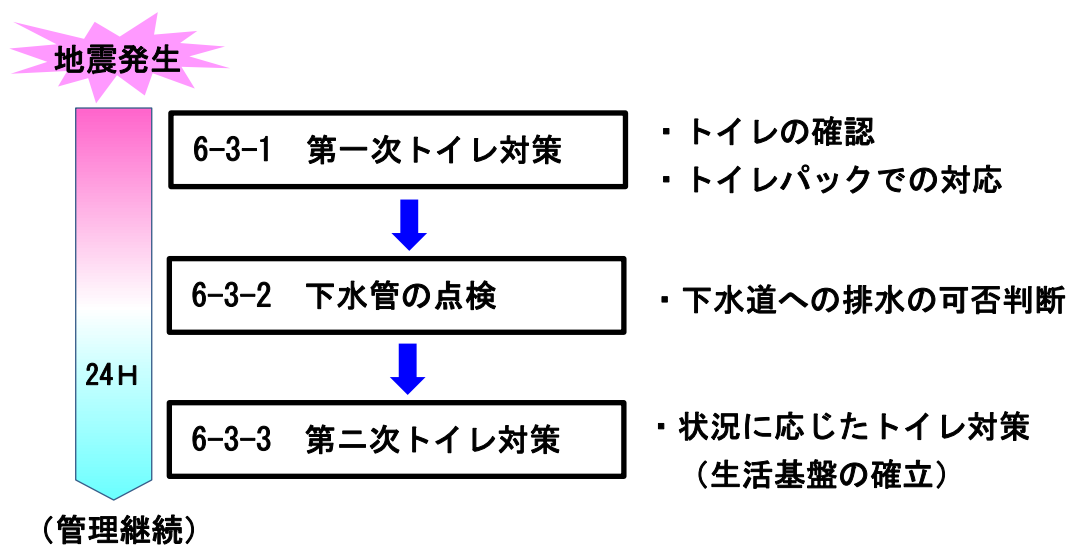 地震発生
6-3-1　第一次トイレ対策
・トイレの確認
・トイレパックでの対応
6-3-2　下水管の点検
・下水道への排水の可否判断
24H
6-3-3　第二次トイレ対策
・状況に応じたトイレ対策
（生活基盤の確立）
（管理継続）